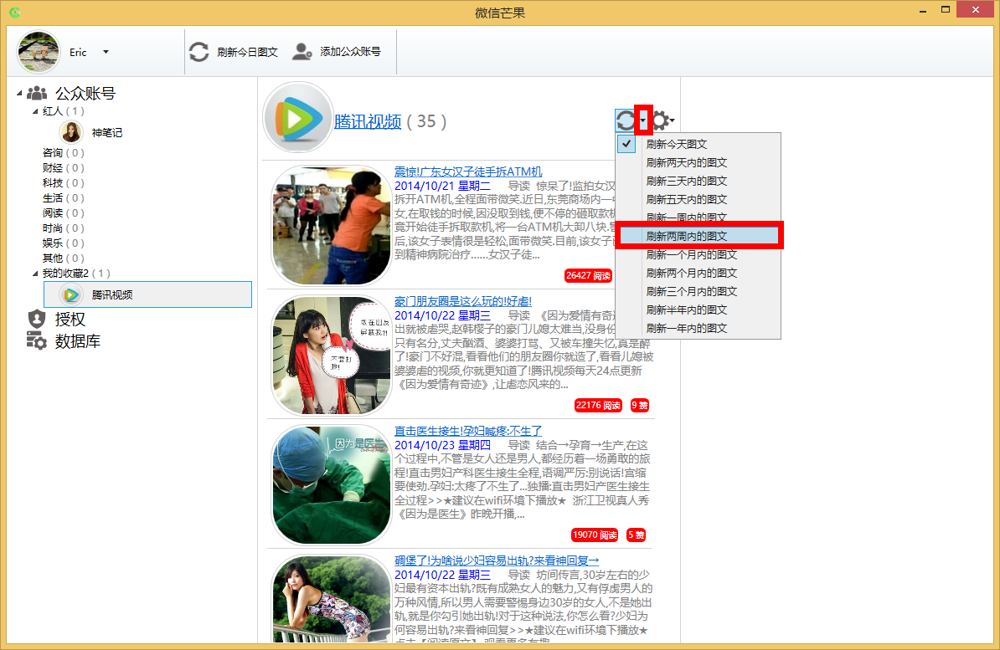 微信芒果
Eric
刷新今日图文
添加公众账号
公众账号
红人 ( 1 )
神笔记
咨询 ( 0 )
财经 ( 0 )
科技 ( 0 )
生活 ( 0 )
阅读 ( 0 )
时尚 ( 0 )
娱乐 ( 0 )
其他 ( 0 )
我的收藏2 ( 1 )
腾讯视频
授权
数据库
腾讯视频 ( 35 )
刷新今天图文
刷新两天内的图文
刷新三天内的图文
刷新五天内的图文
刷新一周内的图文
刷新两周内的图文
刷新一个月内的图文
刷新两个月内的图文
刷新三个月内的图文
刷新半年内的图文
刷新一年内的图文
震惊!广东女汉子徒手拆ATM机
2014/10/21 星期二 导读 惊呆了!监拍女汉
拆开ATM机,全程面带微笑.近日,东莞商场内一
女,在取钱的时候,因没取到钱,便不停的砸取款机
竟开始徒手拆取款机,将一台ATM机大卸八块.
后,该女子表情很是轻松,面带微笑.目前,该女子
到精神病院治疗……女汉子徒...
26427 阅读
豪门朋友圈是这么玩的!好虐!
2014/10/22 星期三 导读 《因为爱情有奇
出就被虐哭,赵韩樱子的豪门儿媳太难当,没身份
只有名分,丈夫酗酒、婆婆打骂、又被车撞失忆,真是醉
了!豪门不好混,看看他们的朋友圈你就造了,看看儿媳被
婆婆虐的视频,你就更知道了!腾讯视频每天24点更新
《因为爱情有奇迹》,让虐恋风来的...
敢在朋友
屏蔽我?!
不要打
脸!
22176 阅读 9 赞
直击医生接生!孕妇喊疼:不生了
2014/10/23 星期四 导读 结合→孕育→生产,在这
个过程中,不管是女人还是男人,都经历着一场勇敢的旅
程!直击男妇产科医生接生全程,语调严厉:别说话!宫缩
要使劲.孕妇:太疼了不生了...独播:直击男妇产医生接生
全过程>>★建议在wifi环境下播放★ 浙江卫视真人秀
《因为是医生》昨晚开播,...
因为是医生
19070 阅读 5 赞
碉堡了!为啥说少妇容易出轨?来看神回复→
2014/10/22 星期三 导读 坊间传言,30岁左右的少
妇最有资本出轨?既有成熟女人的魅力,又有俘虏男人的
万种风情,所以男人需要警惕身边30岁的女人,不是她出
轨,就是你勾引她出轨!对于这种说法,你怎么看?少妇为
何容易出轨?来看神回复>>★建议在wifi环境下播放★